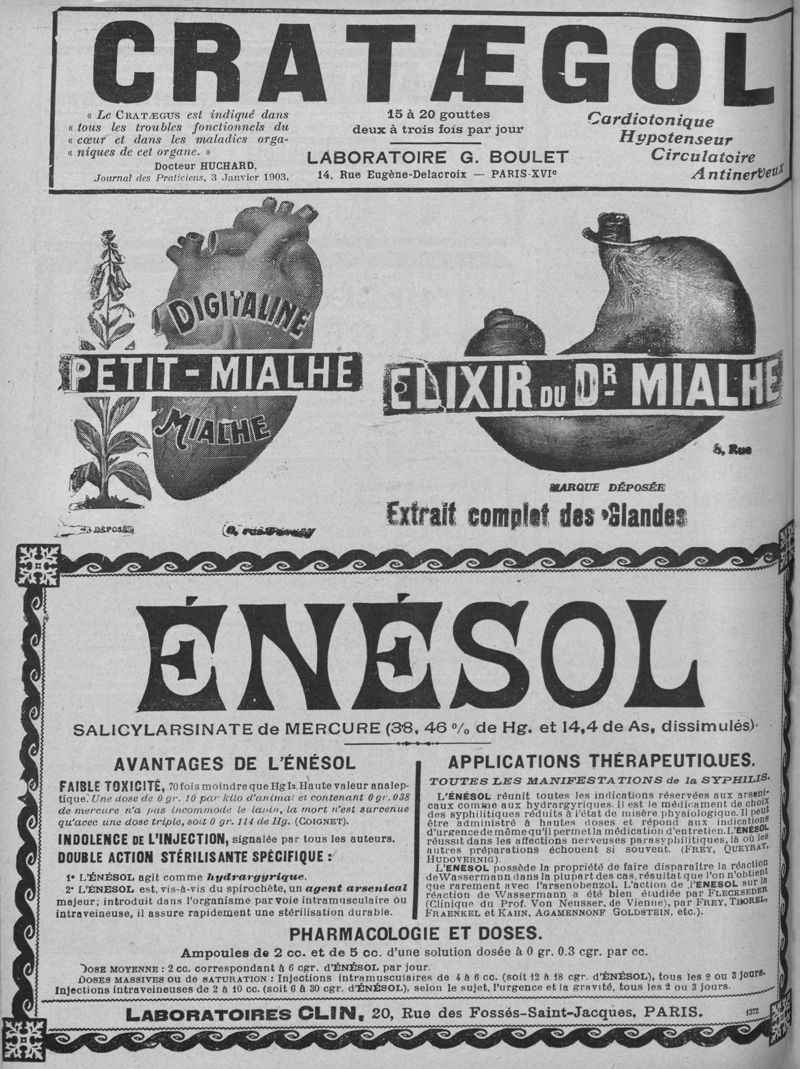 CRATÆGOL
« Le CRATÆGUS est indiqué dans
« tous les troubles fonctionnels du
« cœur et dans les maladies orga-
« niques de cet organe. »
Docteur HUCHARD,
Journal des Praticiens, 3 Janvier 1903.
15 à 20 gouttes
deux à trois fois par jour
LABORATOIRE G. BOULET
14, Rue Eugène-Delacroix — PARIS-XVIe
Cardiotonique
Hypotenseur
Circulatoire
Antinerveux
DIGITALINE
PETIT-MIALHE
MIALHE
DÉPOSÉE
ELIXIR DU DR MIALHE
8, Rue
MARQUE DÉPOSÉE
Extrait complet des Glandes
ÉNÉSOL
SALICYLARSINATE de MERCURE (38, 46 % de Hg. et 14,4 de As, dissimulés)
AVANTAGES DE L'ÉNÉSOL
FAIBLE TOXICITÉ, 70 fois moindre que Hg I2. Haute valeur analep-
tique. Une dose de 0 gr. 10 par kilo d'animal et contenant 0 gr. 038
de mercure n'a pas incommodé le lapin, la mort n'est survenue
qu'avec une dose triple, soit 0 gr. 114 de Hg. (COIGNET).
INDOLENCE DE L'INJECTION, signalée par tous les auteurs.
DOUBLE ACTION STÉRILISANTE SPÉCIFIQUE :
1° L'ÉNÉSOL agit comme hydrargyrique.
2° L'ÉNÉSOL est, vis-à-vis du spirochète, un agent arsenical
majeur; introduit dans l'organisme par voie intramusculaire ou
intraveineuse, il assure rapidement une stérilisation durable.
APPLICATIONS THÉRAPEUTIQUES.
TOUTES LES MANIFESTATIONS de la SYPHILIS.
L'ÉNÉSOL réunit toutes les indications réservées aux arseni-
caux comme aux hydrargyriques. Il est le médicament de choix
des syphilitiques réduits à l'état de misère physiologique. Il peut
être administré à hautes doses et répond aux indications
d'urgence de même qu'il permet la médication d'entretien. L'ÉNÉSOL
réussit dans les affections nerveuses parasyphilitiques, là où les
autres préparations échouent si souvent. (FREY, QUEYRAT,
HUDOVERNIG).
L'ÉNÉSOL possède la propriété de faire disparaître la réaction
de Wassermann dans la plupart des cas, résultat que l'on n'obtient
que rarement avec l'arsenobenzol. L'action de l'ÉNÉSOL sur la
réaction de Wassermann a été bien étudiée par FLECKSEDER
(Clinique du Prof. Von Neusser, de Vienne), par FREY, THOREL,
FRAENKEL et KAHN, AGAMENNONP GOLDSTEIN, etc.).
PHARMACOLOGIE ET DOSES.
Ampoules de 2 cc. et de 5 cc. d'une solution dosée à 0 gr. 0.3 cgr. par cc.
DOSE MOYENNE : 2 cc. correspondant à 6 cgr. d'ÉNÉSOL par jour.
DOSES MASSIVES ou de SATURATION : Injections intramusculaires de 4 à 6 cc. (soit 12 à 18 cgr. d'ÉNÉSOL), tous les 2 ou 3 jours.
Injections intraveineuses de 2 à 10 cc. (soit 6 à 30 cgr. d'ÉNÉSOL), selon le sujet, l'urgence et la gravité, tous les 2 ou 3 jours.
LABORATOIRES CLIN, 20, Rue des Fossés-Saint-Jacques, PARIS. 1372